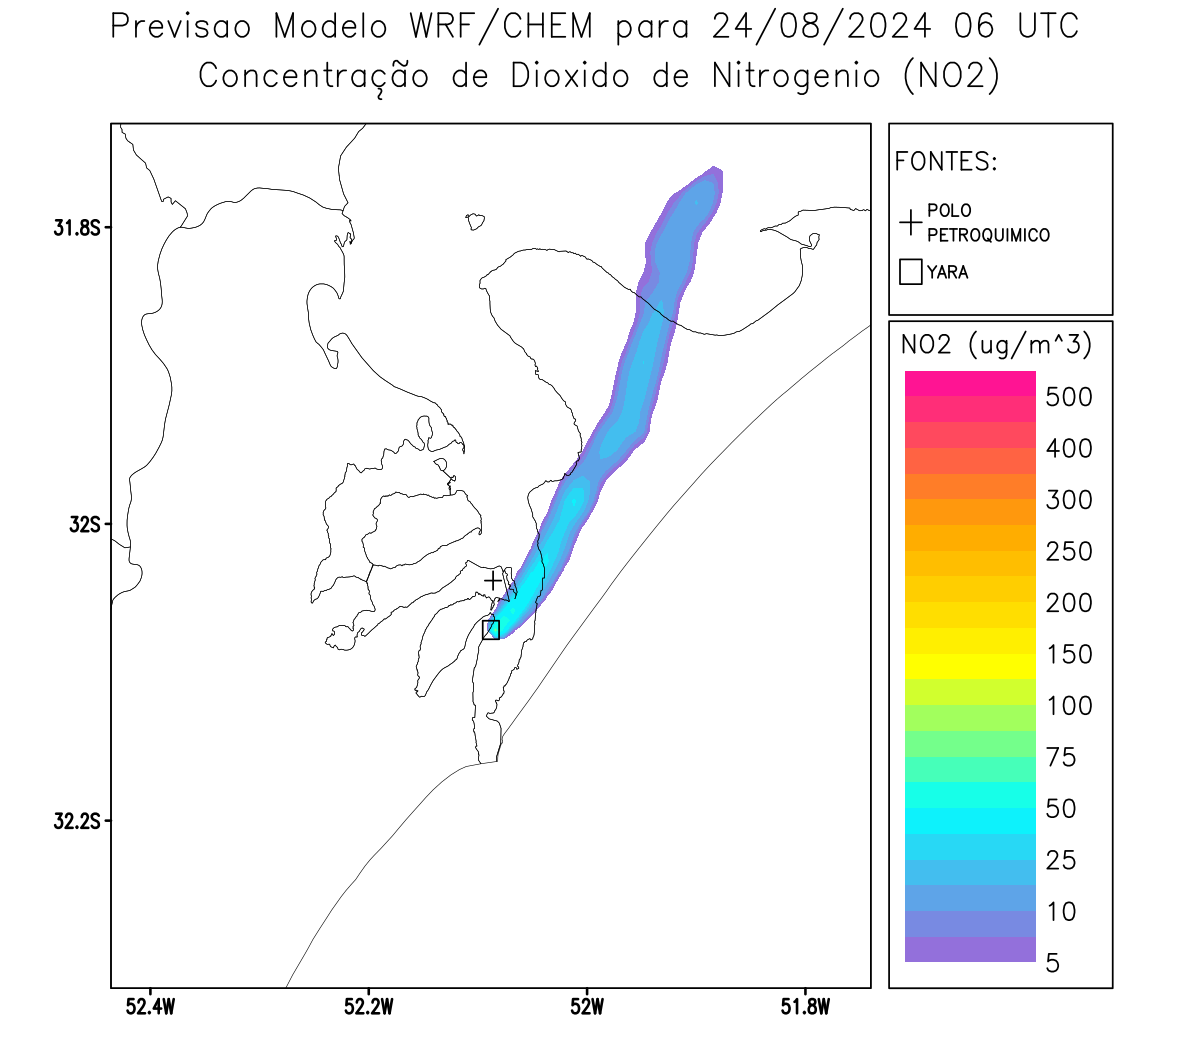 Previsao Modelo WRF/CHEM para 24/08/2024 06 UTC
Concentração de Dioxido de Nitrogenio (NO2)
31.8S
32S
32.2S
52.4W
52.2W
52W
51.8W
FONTES:
POLO
PETROQUIMICO
YARA
NO2 (ug/m^3)
500
400
300
250
200
150
100
75
50
25
10
5